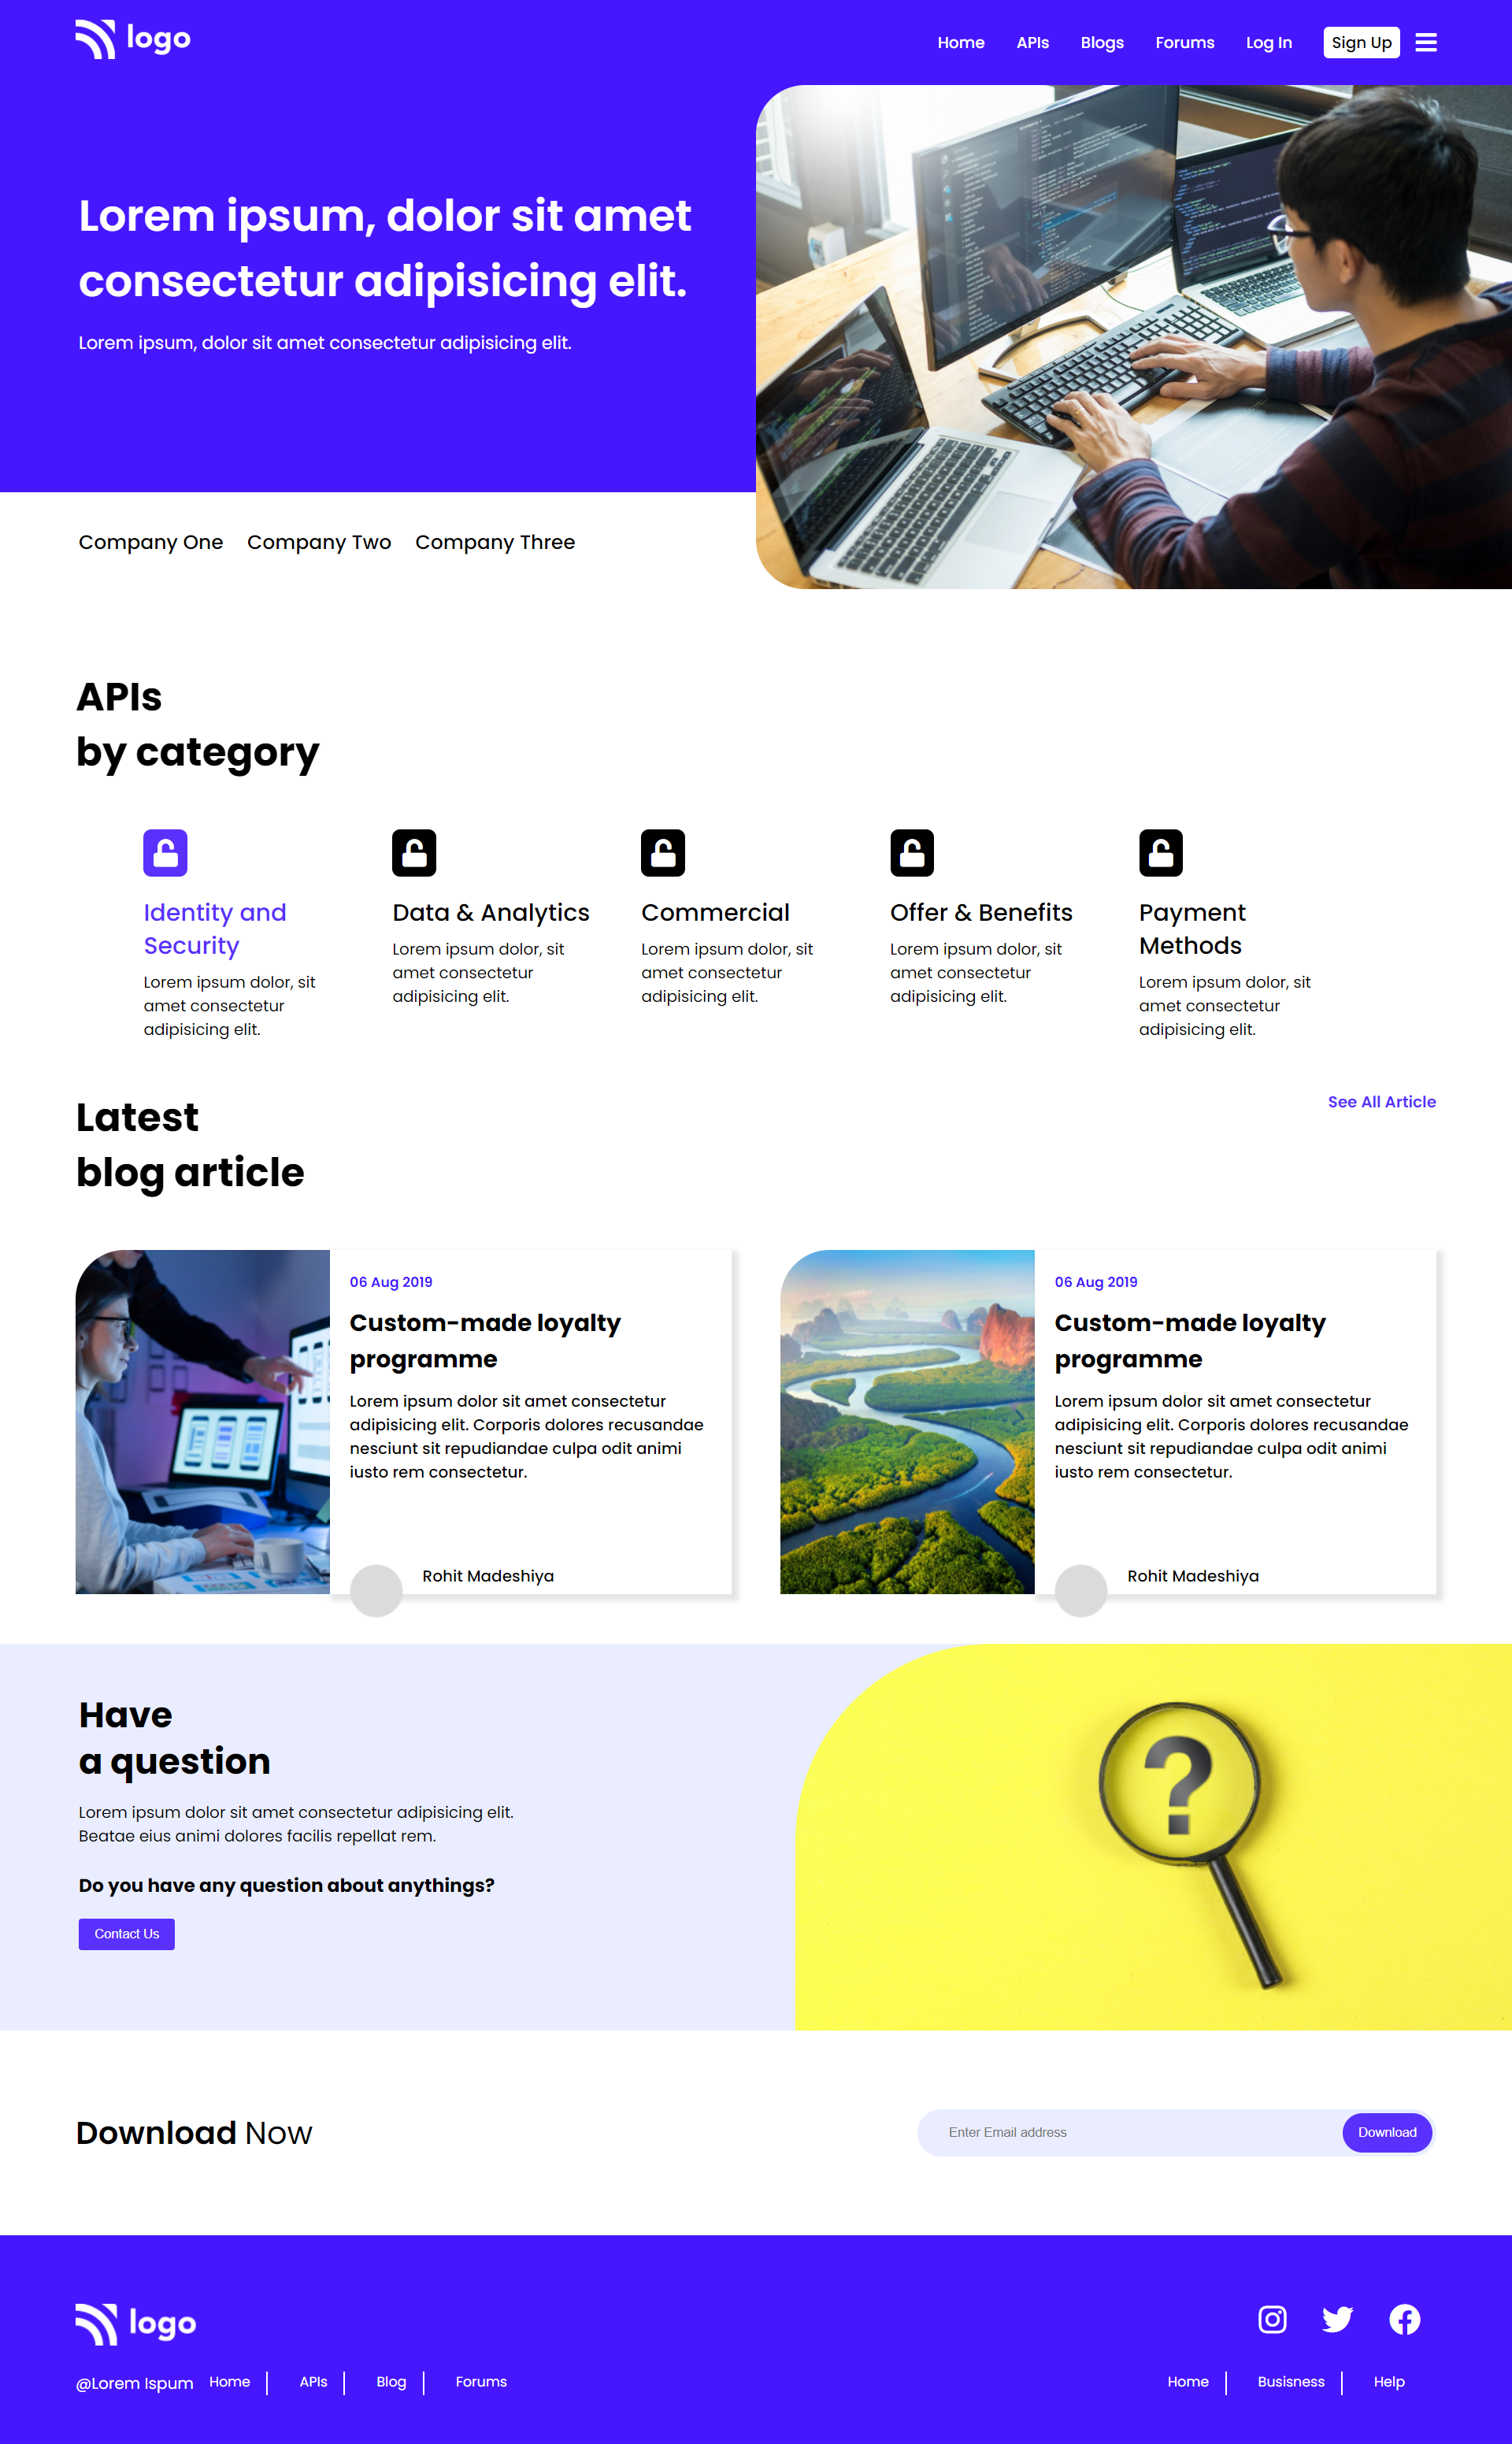 logo
Home APIs Blogs Forums Log In Sign Up
Lorem ipsum, dolor sit amet
consectetur adipisicing elit.
Lorem ipsum, dolor sit amet consectetur adipisicing elit.
Company One Company Two Company Three
APIs
by category
Identity and
Security
Lorem ipsum dolor, sit
amet consectetur
adipisicing elit.
Data & Analytics
Lorem ipsum dolor, sit
amet consectetur
adipisicing elit.
Commercial
Lorem ipsum dolor, sit
amet consectetur
adipisicing elit.
Offer & Benefits
Lorem ipsum dolor, sit
amet consectetur
adipisicing elit.
Payment
Methods
Lorem ipsum dolor, sit
amet consectetur
adipisicing elit.
Latest
blog article
See All Article
06 Aug 2019
Custom-made loyalty
programme
Lorem ipsum dolor sit amet consectetur
adipisicing elit. Corporis dolores recusandae
nesciunt sit repudiandae culpa odit animi
iusto rem consectetur.
Rohit Madeshiya
06 Aug 2019
Custom-made loyalty
programme
Lorem ipsum dolor sit amet consectetur
adipisicing elit. Corporis dolores recusandae
nesciunt sit repudiandae culpa odit animi
iusto rem consectetur.
Rohit Madeshiya
Have
a question
Lorem ipsum dolor sit amet consectetur adipisicing elit.
Beatae eius animi dolores facilis repellat rem.
Do you have any question about anythings?
Contact Us
?
Download Now
Enter Email address
Download
logo
@Lorem Ispum Home APIs Blog Forums
Home Busisness Help